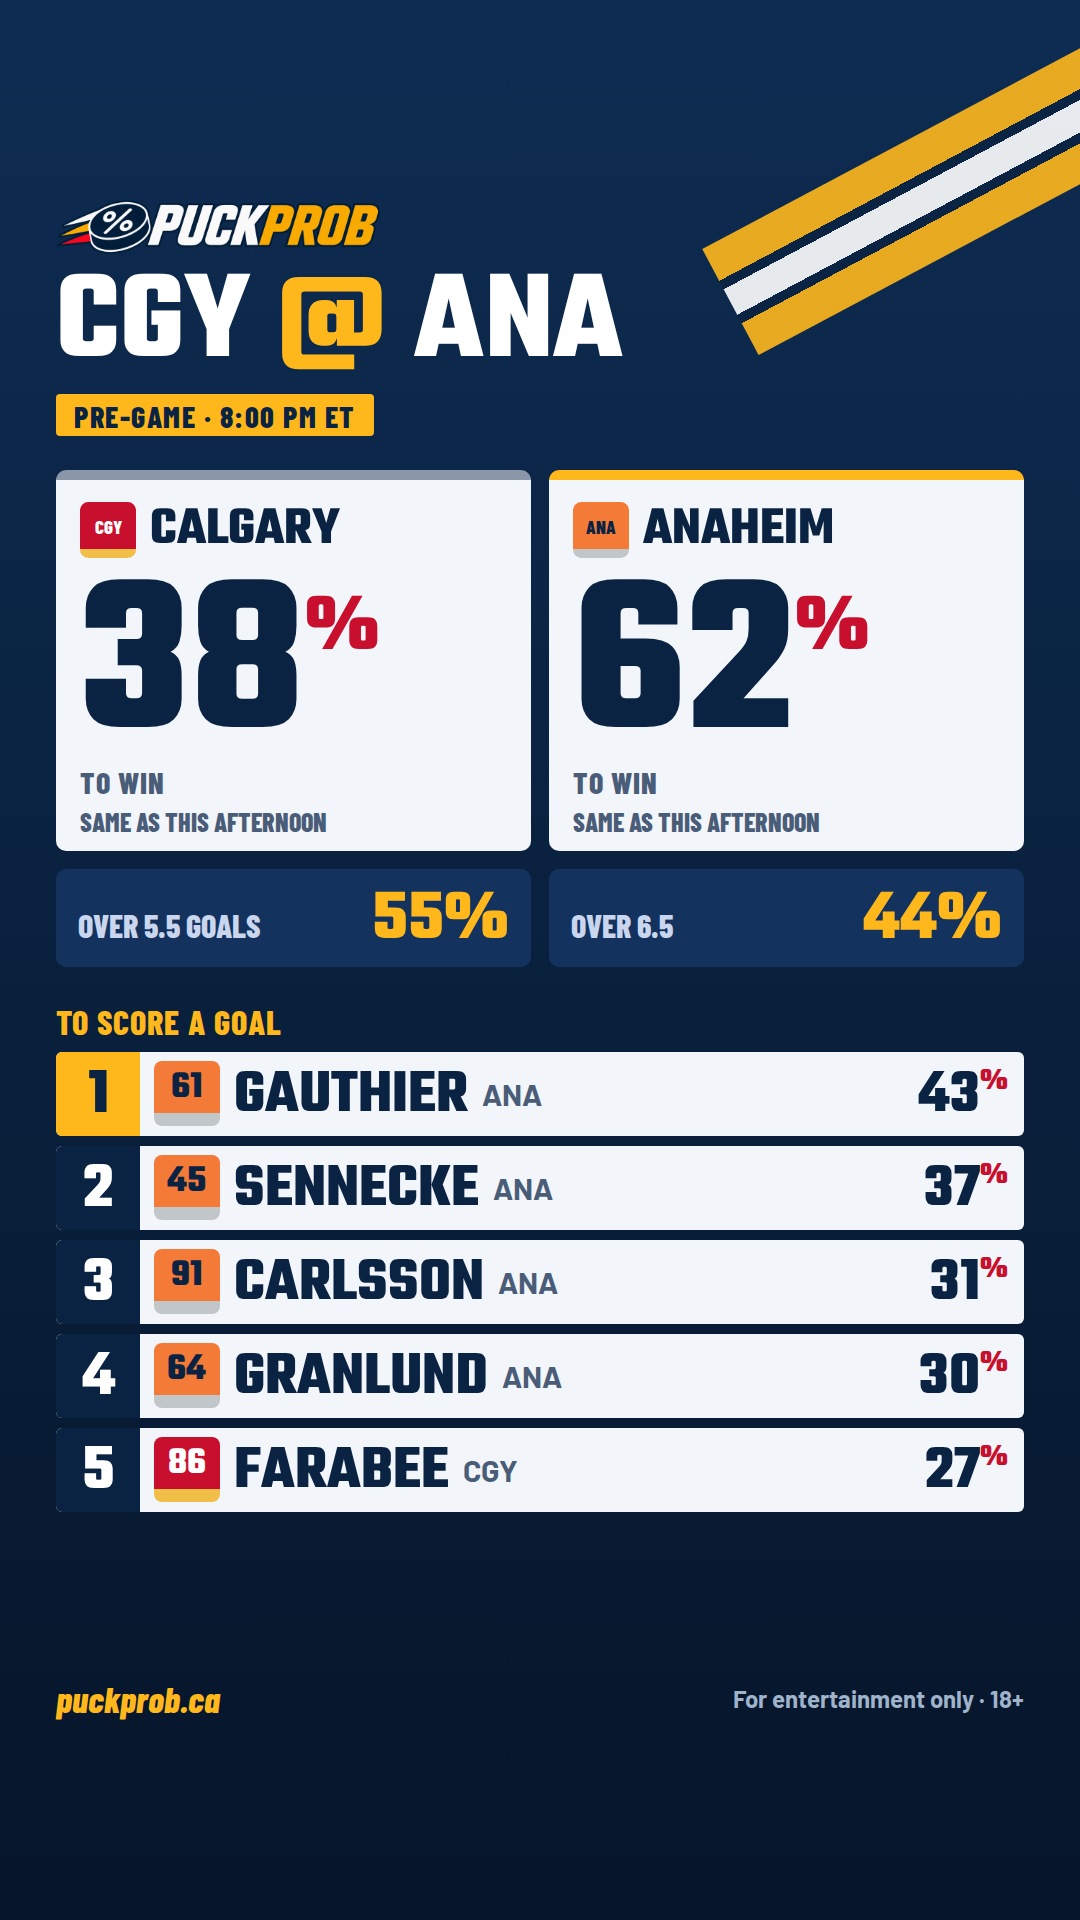 % PUCKPROB
CGY @ ANA
PRE-GAME · 8:00 PM ET
CGY CALGARY
38%
TO WIN
SAME AS THIS AFTERNOON
ANA ANAHEIM
62%
TO WIN
SAME AS THIS AFTERNOON
OVER 5.5 GOALS 55%
OVER 6.5 44%
TO SCORE A GOAL
1 61 GAUTHIER ANA 43%
2 45 SENNECKE ANA 37%
3 91 CARLSSON ANA 31%
4 64 GRANLUND ANA 30%
5 86 FARABEE CGY 27%
puckprob.ca
For entertainment only · 18+